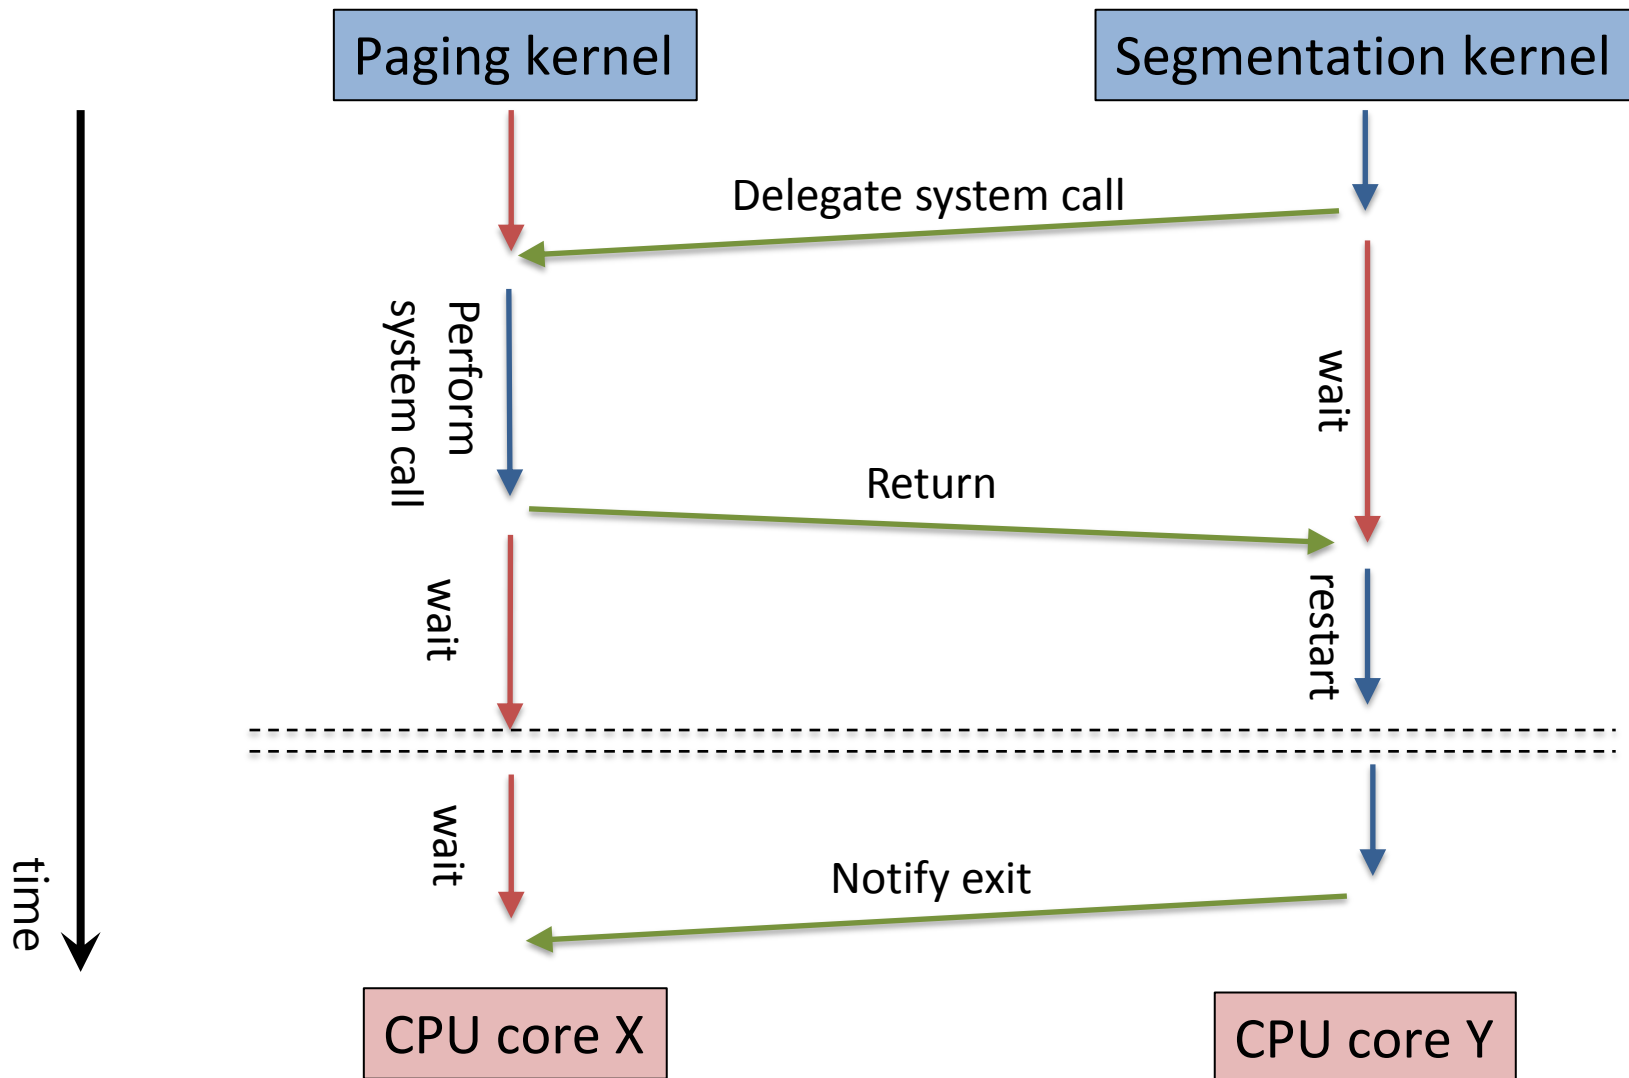 Paging kernel
Segmentation kernel
Delegate system call
Perform
system call
wait
Return
wait
restart
wait
time
Notify exit
CPU core X
CPU core Y